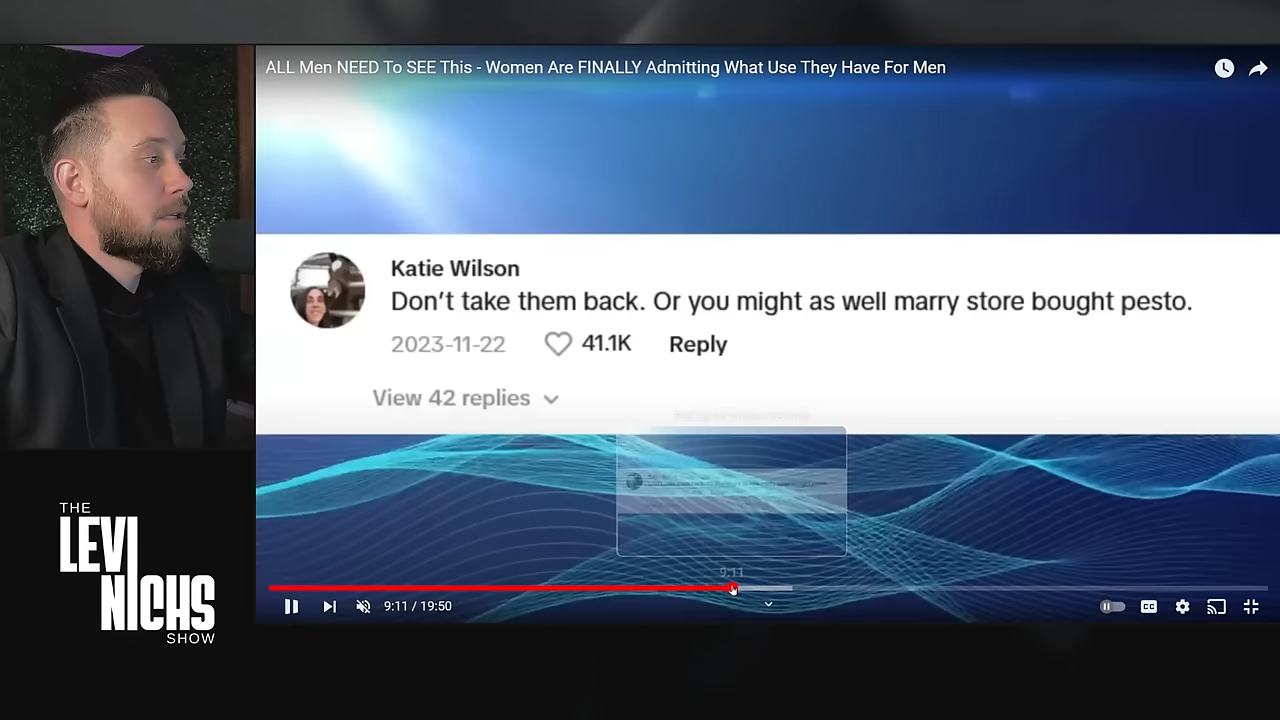 ALL Men NEED To SEE This - Women Are FINALLY Admitting What Use They Have For Men
Katie Wilson
Don't take them back. Or you might as well marry store bought pesto.
2023-11-22 41.1K Reply
View 42 replies
9:11
9:11 / 19:50
CC
THE
LEVI
NICHS
SHOW